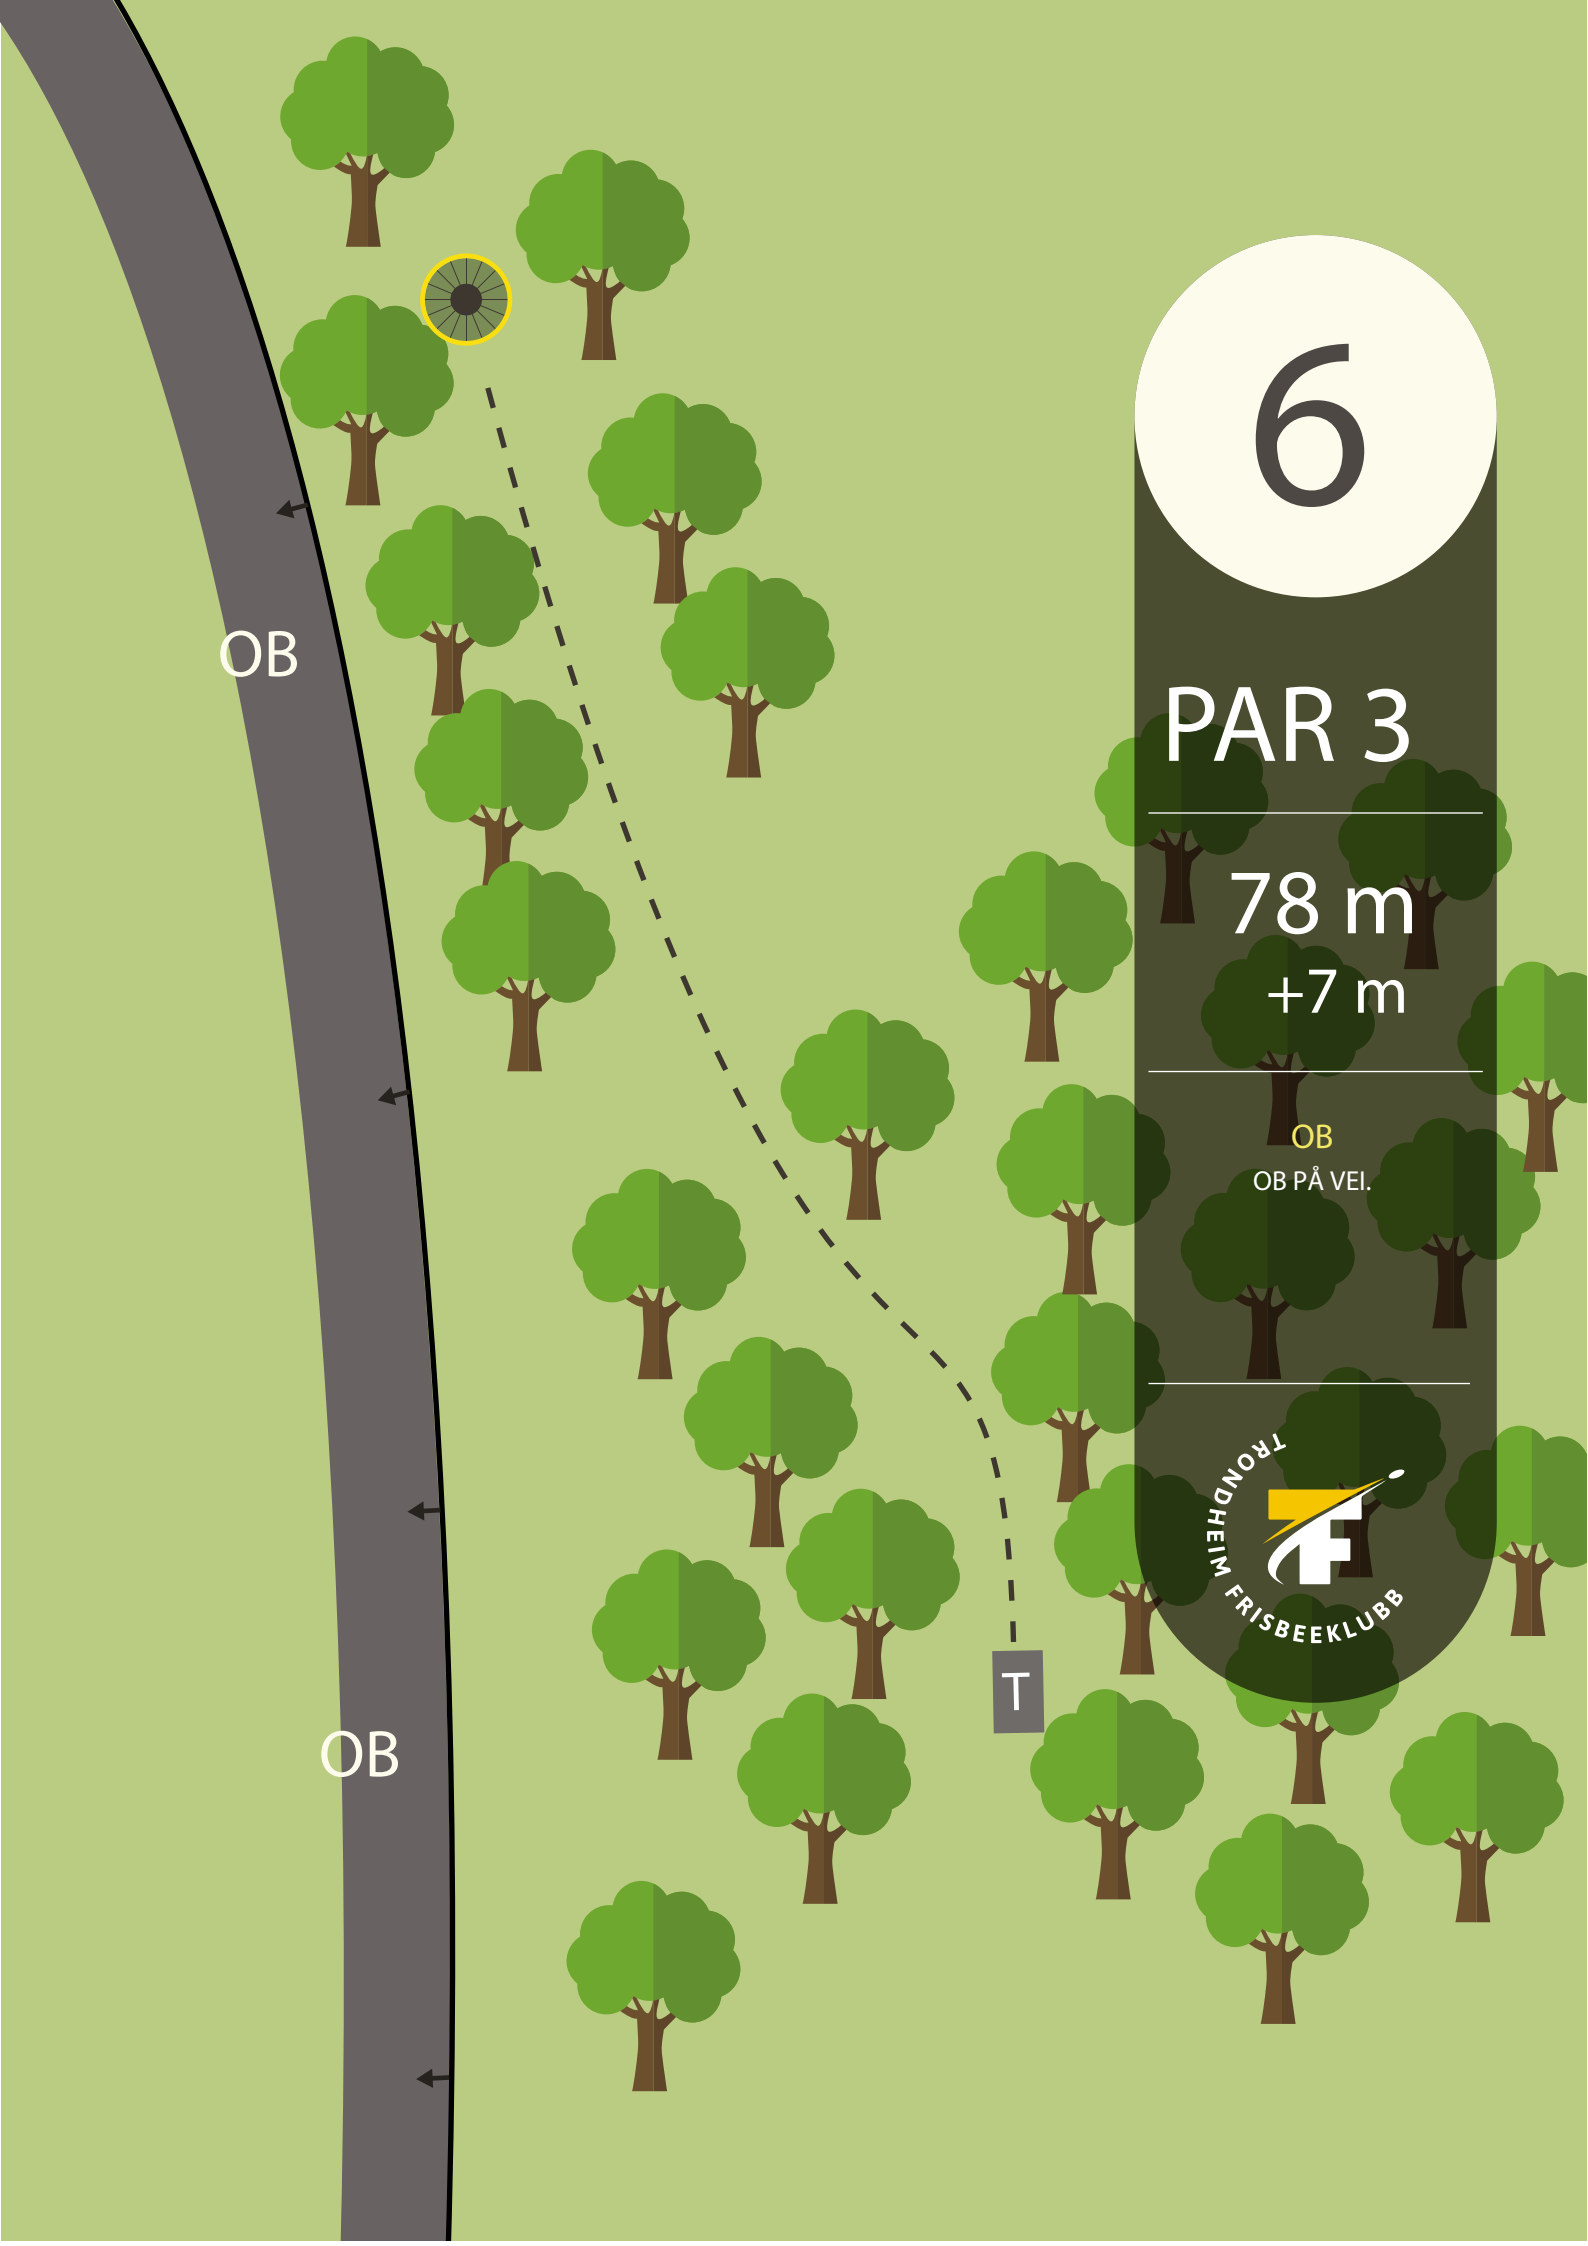 6
PAR 3
78 m
+7 m
OB
OB PÅ VEI.
TRONDHEIM FRISBEEKLUBB
OB
OB
T